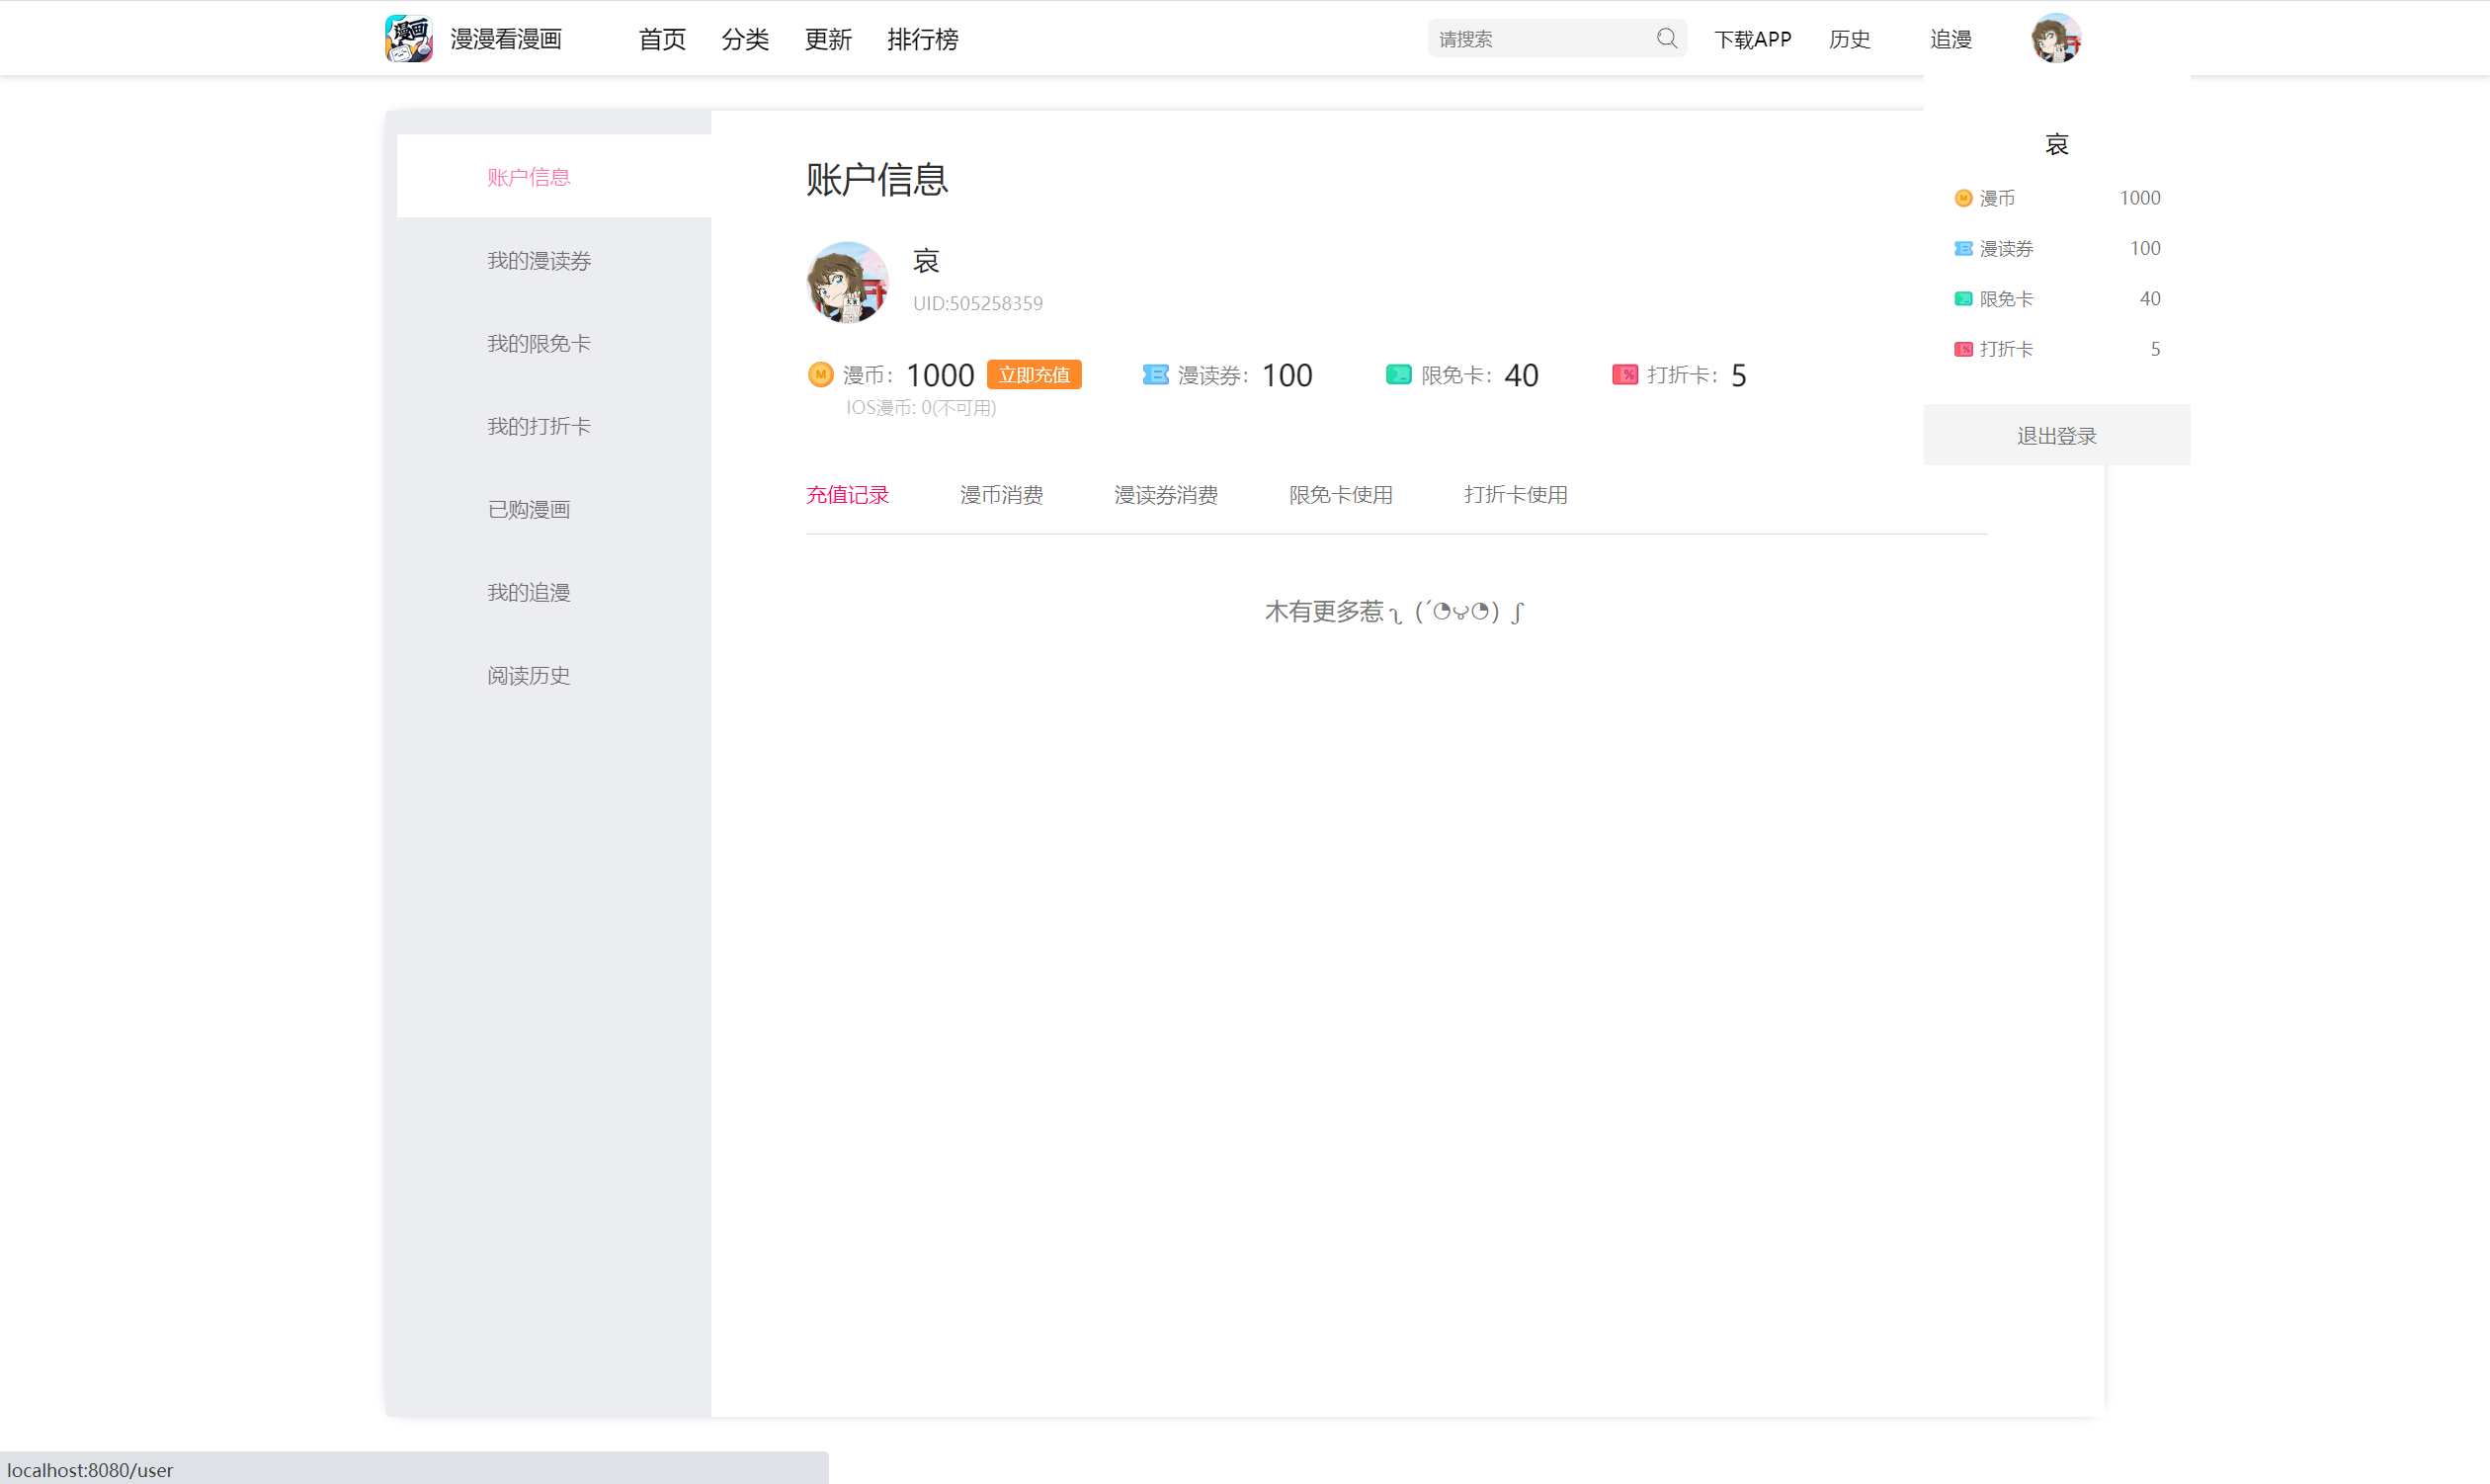 漫画
漫漫看漫画 首页 分类 更新 排行榜 请搜索 下载APP 历史 追漫
哀
漫币 1000
漫读券 100
限免卡 40
打折卡 5
退出登录
账户信息
我的漫读券
我的限免卡
我的打折卡
已购漫画
我的追漫
阅读历史
账户信息
哀
UID:505258359
漫币: 1000 立即充值 漫读券: 100 限免卡: 40 打折卡: 5
IOS漫币: 0(不可用)
充值记录 漫币消费 漫读券消费 限免卡使用 打折卡使用
木有更多惹 ʅ（´◔౪◔）ʃ
localhost:8080/user